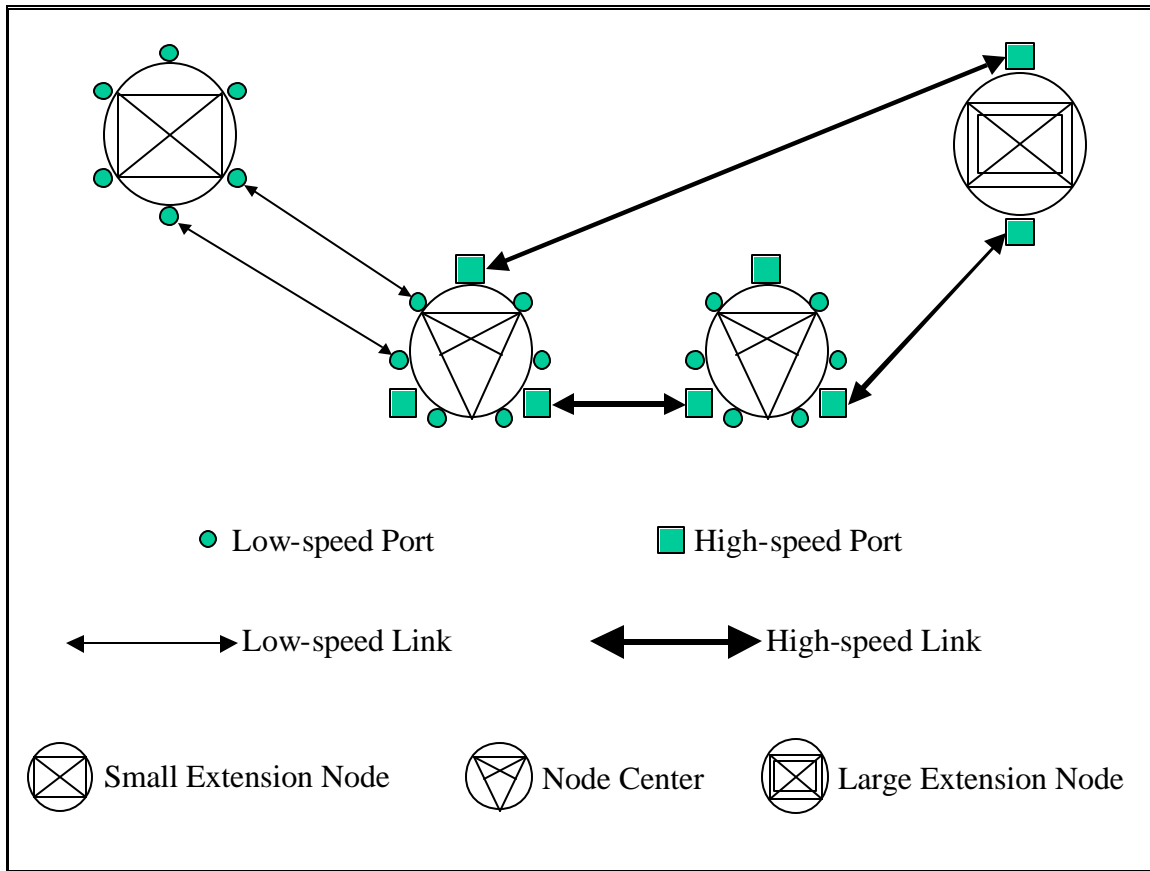 Low-speed Port
High-speed Port
Low-speed Link
High-speed Link
Small Extension Node
Node Center
Large Extension Node